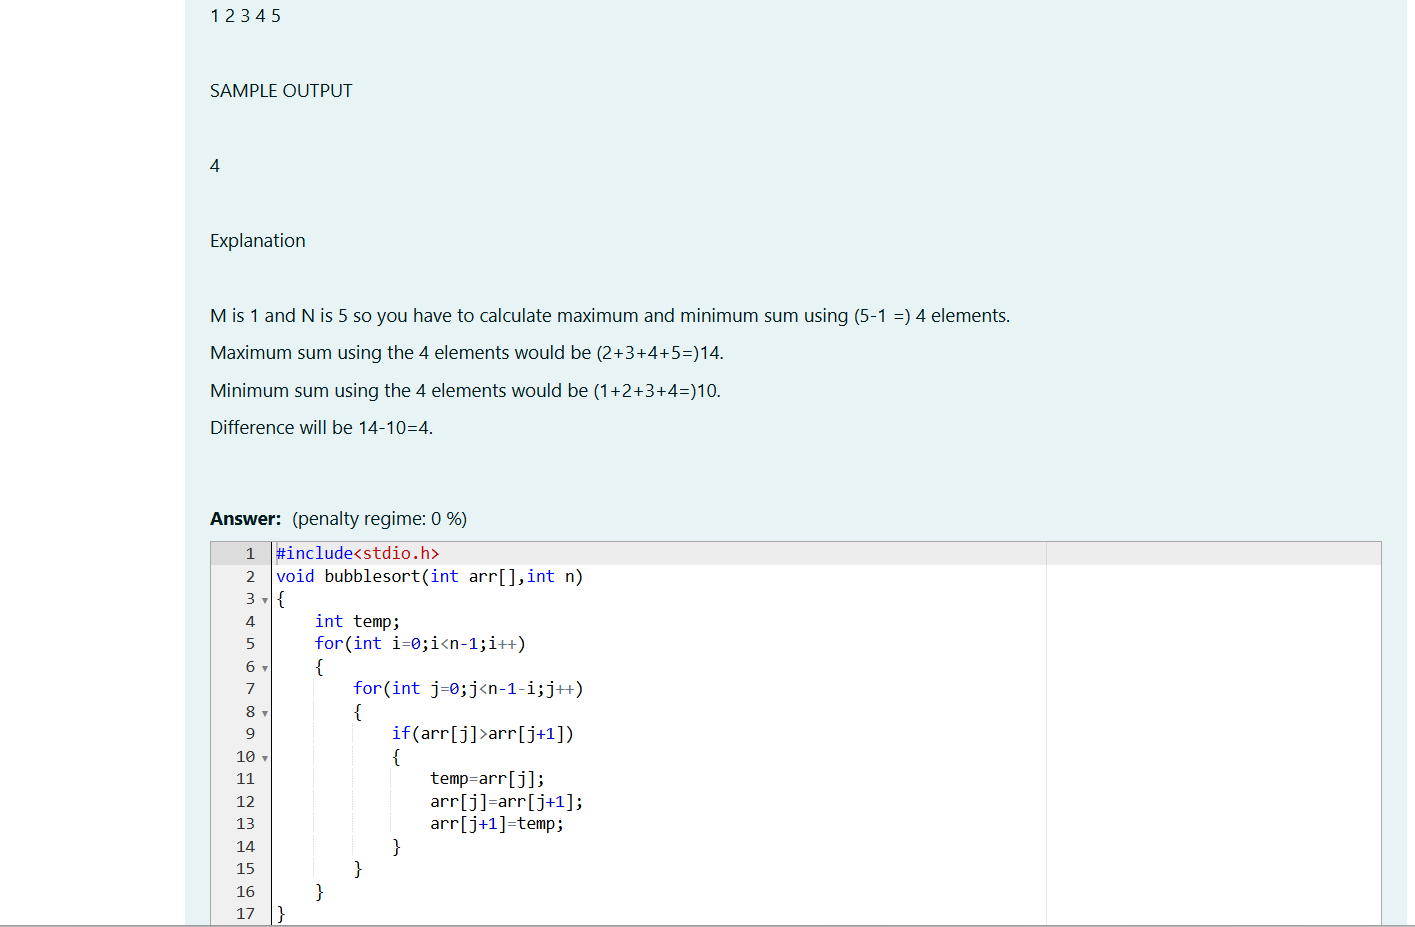 1 2 3 4 5
SAMPLE OUTPUT
4
Explanation
M is 1 and N is 5 so you have to calculate maximum and minimum sum using (5-1 =) 4 elements.
Maximum sum using the 4 elements would be (2+3+4+5=)14.
Minimum sum using the 4 elements would be (1+2+3+4=)10.
Difference will be 14-10=4.
Answer: (penalty regime: 0 %)
1 #include<stdio.h>
2 void bubblesort(int arr[],int n)
3 {
4     int temp;
5     for(int i=0;i<n-1;i++)
6     {
7         for(int j=0;j<n-1-i;j++)
8         {
9             if(arr[j]>arr[j+1])
10             {
11                 temp=arr[j];
12                 arr[j]=arr[j+1];
13                 arr[j+1]=temp;
14             }
15         }
16     }
17 }